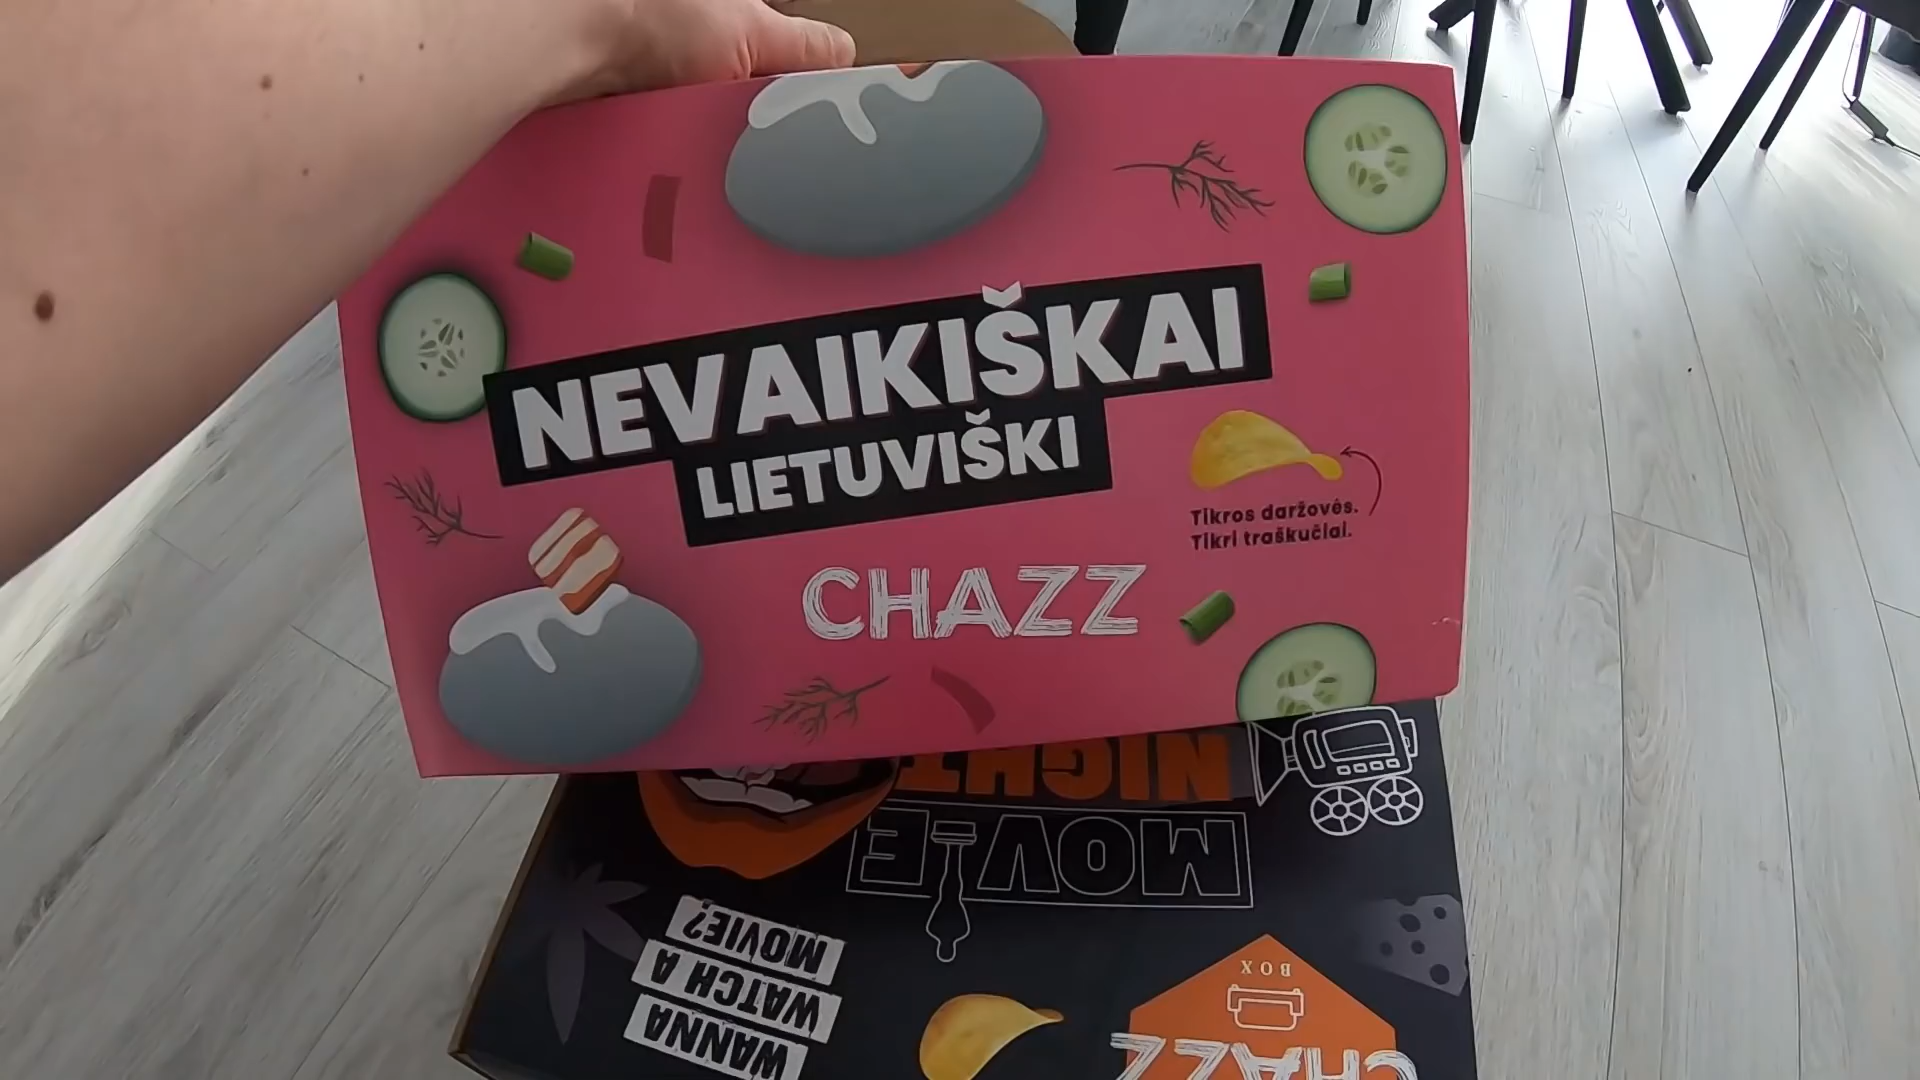 NEVAIKIŠKAI
LIETUVIŠKI
Tikros daržovės.
Tikri traškučiai.
CHAZZ
NIGHT
MOVIE
WANNA
WATCH A
MOVIE?
BOX
CHAZZ